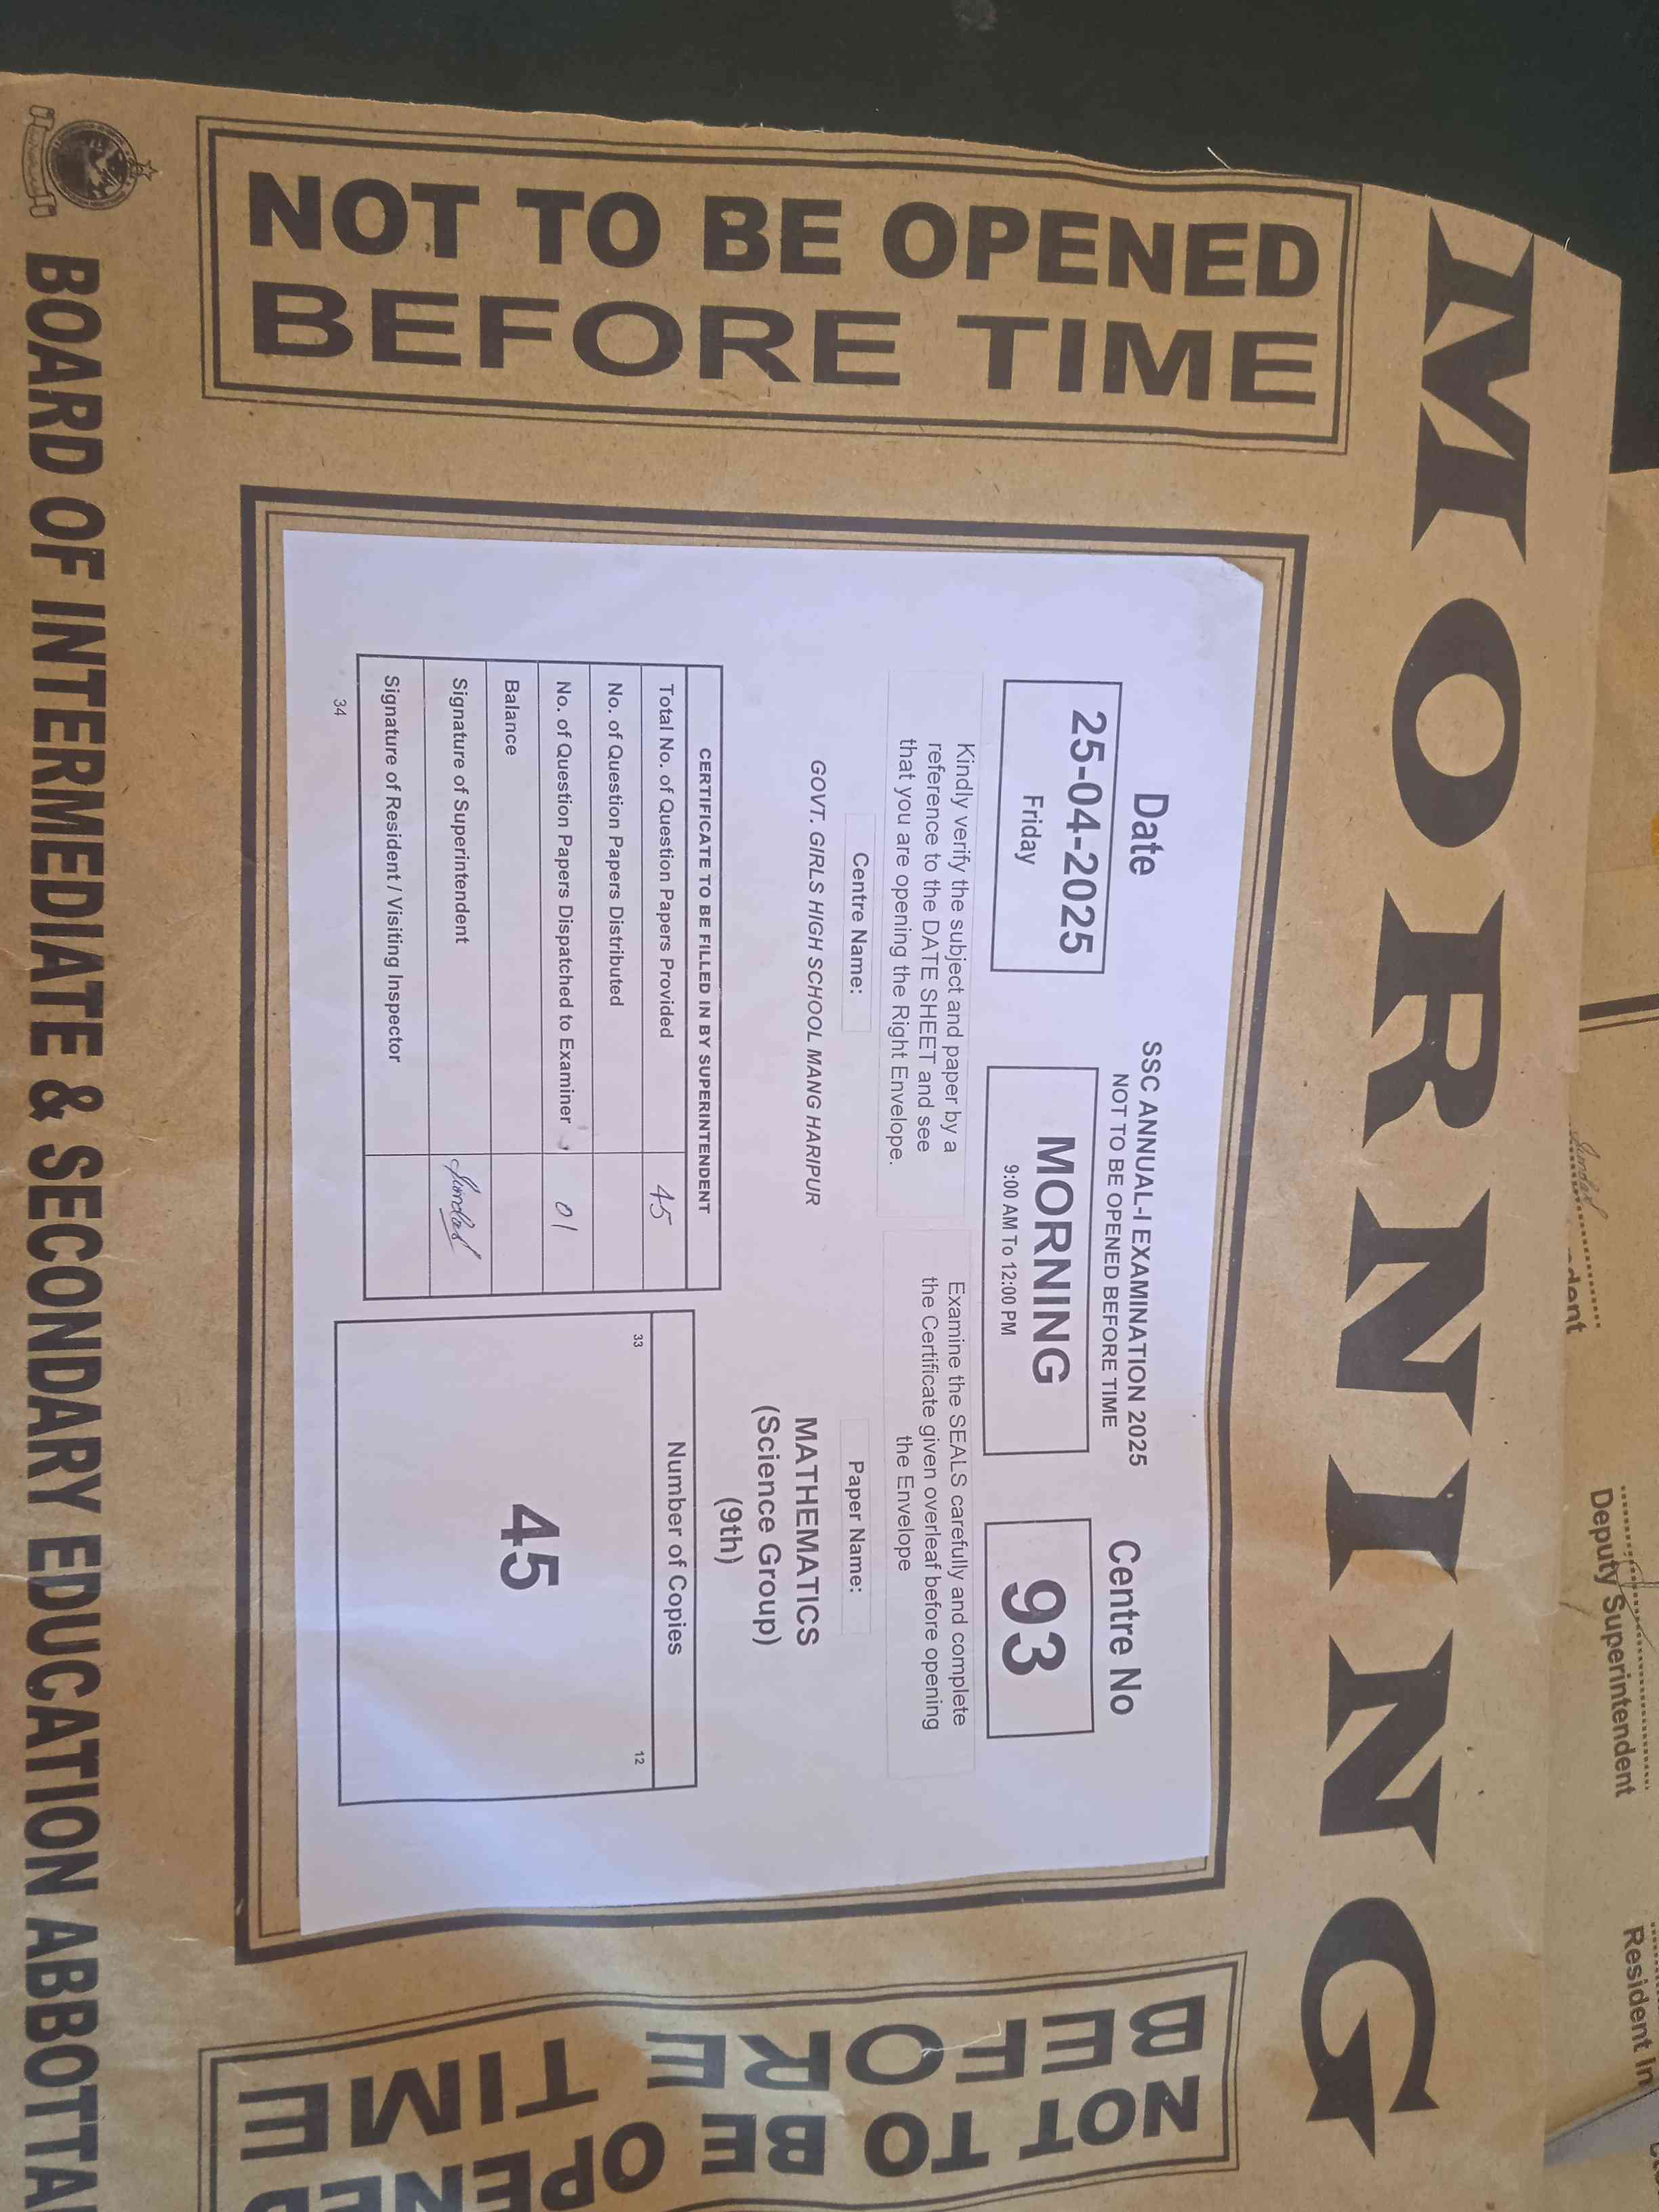 MORNING
NOT TO BE OPENED
BEFORE TIME
Date
25-04-2025
Friday
SSC ANNUAL-I EXAMINATION 2025
NOT TO BE OPENED BEFORE TIME
MORNING
9:00 AM To 12:00 PM
Centre No
93
Kindly verify the subject and paper by a
reference to the DATE SHEET and see
that you are opening the Right Envelope.
Examine the SEALS carefully and complete
the Certificate given overleaf before opening
the Envelope
Centre Name:
GOVT. GIRLS HIGH SCHOOL MANG HARIPUR
Paper Name:
MATHEMATICS
(Science Group)
(9th)
CERTIFICATE TO BE FILLED IN BY SUPERINTENDENT
Total No. of Question Papers Provided 45
No. of Question Papers Distributed
No. of Question Papers Dispatched to Examiner 01
Balance
Signature of Superintendent
Signature of Resident / Visiting Inspector
34
Number of Copies
33
12
45
NOT TO BE OPENED
BEFORE TIME
BOARD OF INTERMEDIATE & SECONDARY EDUCATION
Deputy Superintendent
Resident